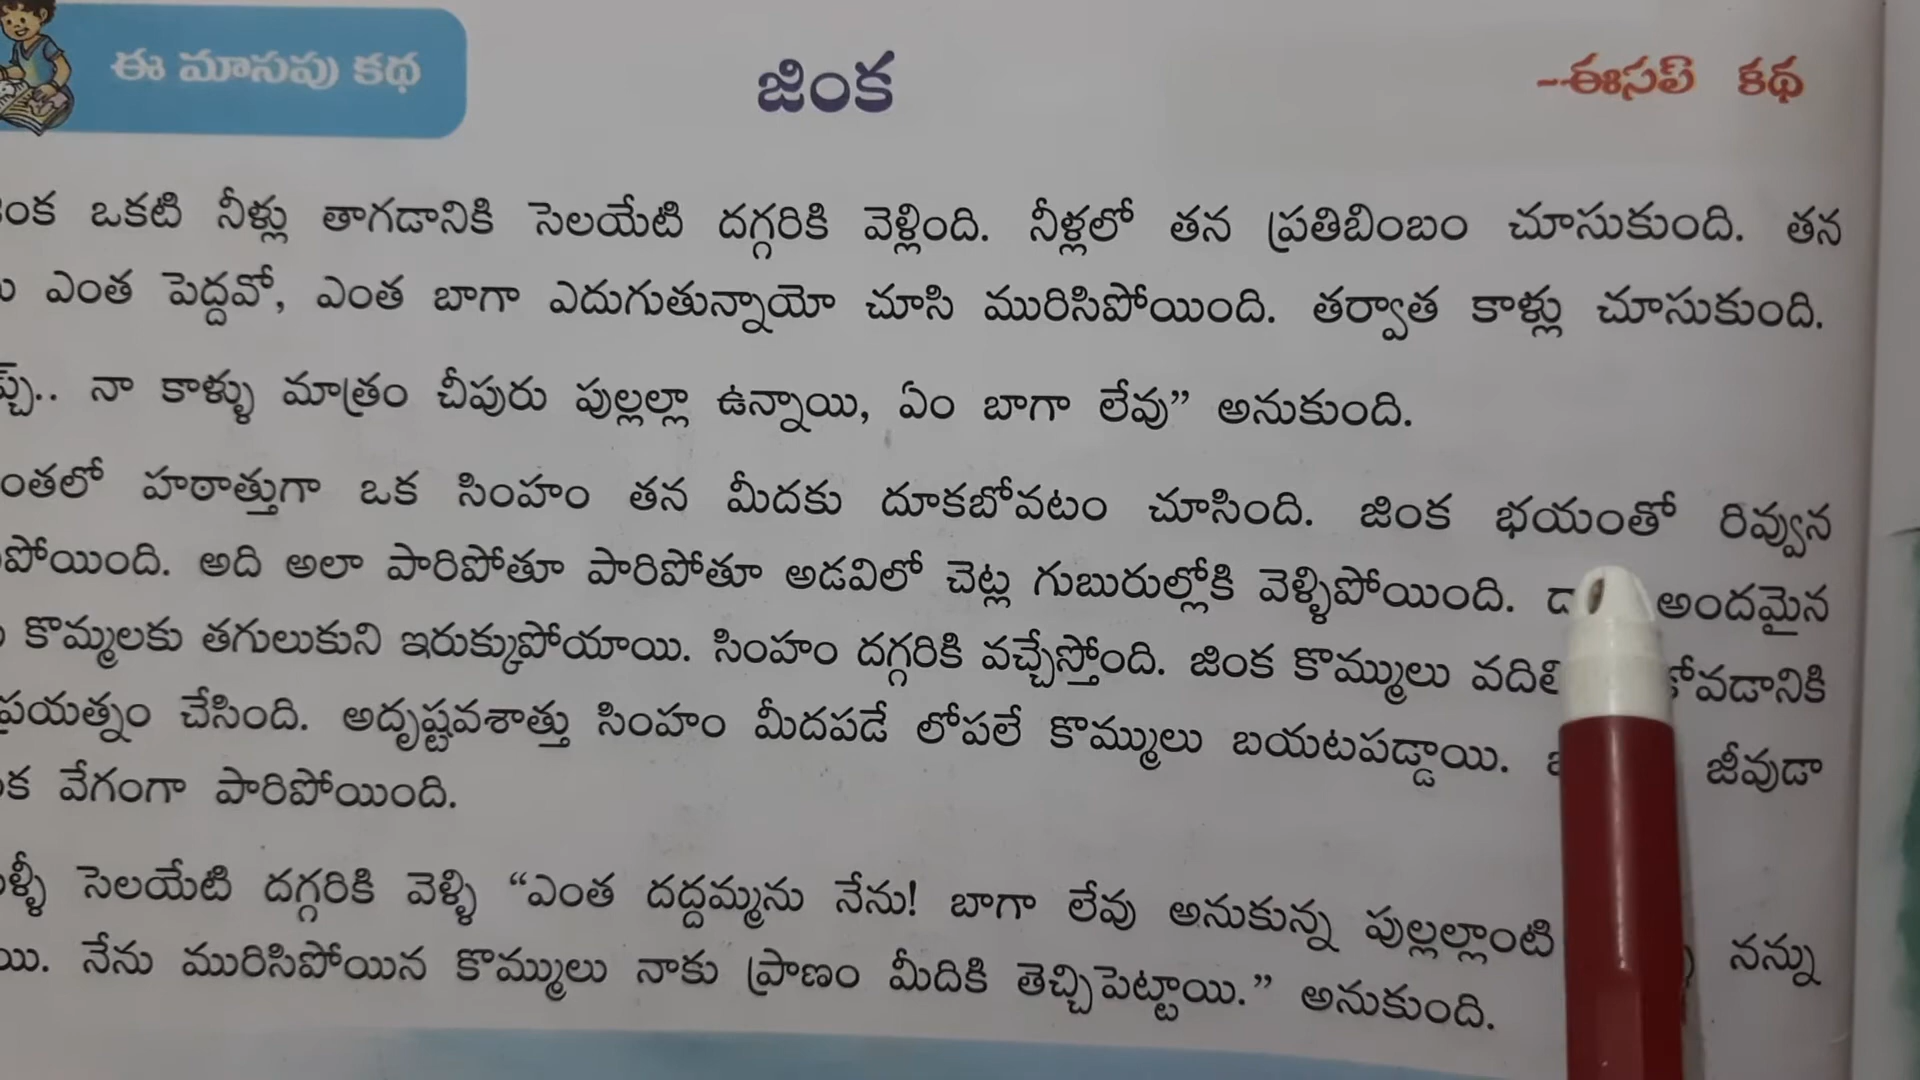 ఈ మాసపు కథ
జింక
-ఈసప్ కథ
ఒకటి నీళ్లు తాగడానికి సెలయేటి దగ్గరికి వెళ్లింది. నీళ్లలో తన ప్రతిబింబం చూసుకుంది. తన
ఎంత పెద్దవో, ఎంత బాగా ఎదుగుతున్నాయో చూసి మురిసిపోయింది. తర్వాత కాళ్లు చూసుకుంది.
నా కాళ్ళు మాత్రం చీపురు పుల్లల్లా ఉన్నాయి, ఏం బాగా లేవు" అనుకుంది.
హఠాత్తుగా ఒక సింహం తన మీదకు దూకబోవటం చూసింది. జింక భయంతో రివ్వున
అది అలా పారిపోతూ పారిపోతూ అడవిలో చెట్ల గుబురుల్లోకి వెళ్ళిపోయింది. అందమైన
కొమ్మలకు తగులుకుని ఇరుక్కుపోయాయి. సింహం దగ్గరికి వచ్చేస్తోంది. జింక కొమ్ములు
ప్రయత్నం చేసింది. అదృష్టవశాత్తు సింహం మీదపడే లోపలే కొమ్ములు బయటపడ్డాయి. జీవుడా
వేగంగా పారిపోయింది.
సెలయేటి దగ్గరికి వెళ్ళి "ఎంత దద్దమ్మను నేను! బాగా లేవు అనుకున్న పుల్లల్లాంటి నన్ను
నేను మురిసిపోయిన కొమ్ములు నాకు ప్రాణం మీదికి తెచ్చిపెట్టాయి." అనుకుంది.